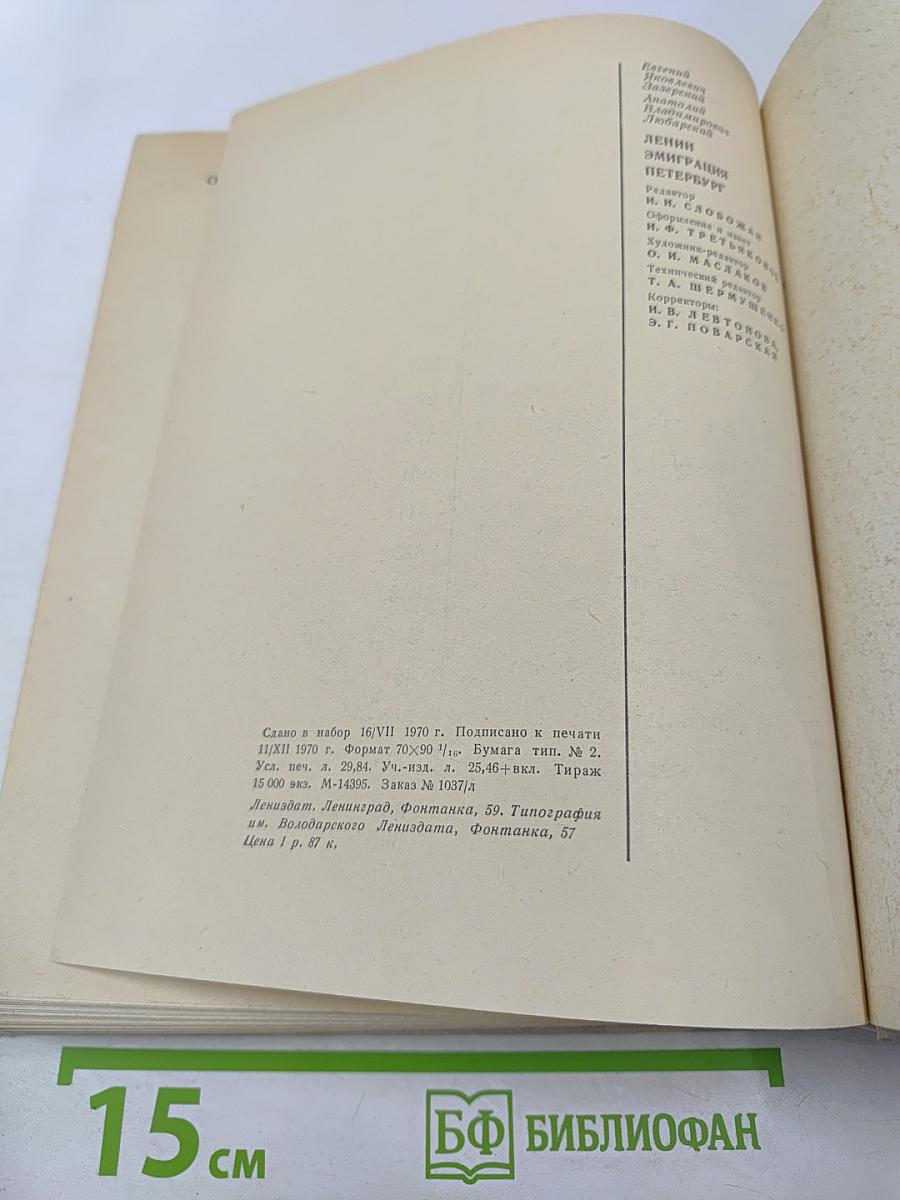 Евгений
Яковлевич
Зазерский
Анатолий
Владимирович
Любарский
ЛЕНИН
ЭМИГРАЦИЯ
ПЕТЕРБУРГ
Редактор
И. И. СЛОБОЖАН
Оформление и макет
И. Ф. ТРЕТЬЯКОВОЙ
Художник-редактор
О. И. МАСЛАКОВ
Технический редактор
Т. А. ШЕРМУШЕНКО
Корректоры:
И. В. ЛЕВТОНОВА,
Э. Г. ПОВАРСКАЯ
Сдано в набор 16/VII 1970 г. Подписано к печати
11/XII 1970 г. Формат 70×90 1/16. Бумага тип. № 2.
Усл. печ. л. 29,84. Уч.-изд. л. 25,46+вкл. Тираж
15 000 экз. М-14395. Заказ № 1037/л
Лениздат. Ленинград, Фонтанка, 59. Типография
им. Володарского Лениздата, Фонтанка, 57
Цена 1 р. 87 к.
15 см
БФ БИБЛИОФАН